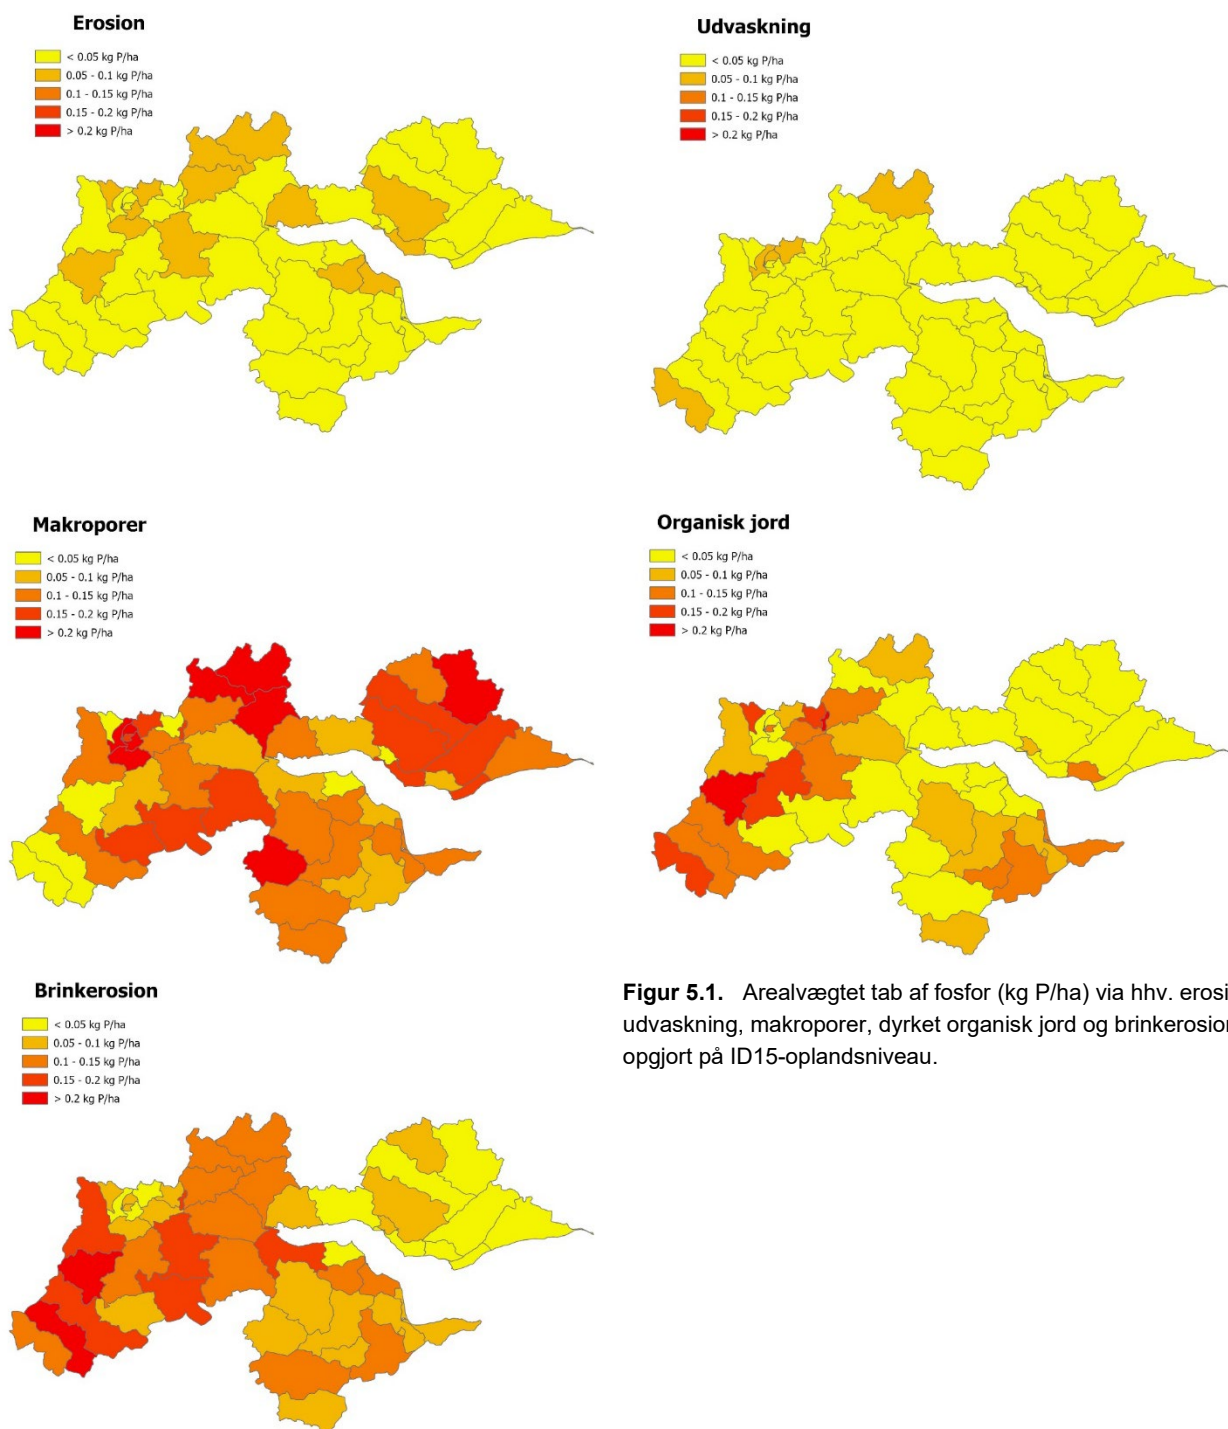 Erosion
< 0.05 kg P/ha
0.05 - 0.1 kg P/ha
0.1 - 0.15 kg P/ha
0.15 - 0.2 kg P/ha
> 0.2 kg P/ha
Udvaskning
< 0.05 kg P/ha
0.05 - 0.1 kg P/ha
0.1 - 0.15 kg P/ha
0.15 - 0.2 kg P/ha
> 0.2 kg P/ha
Makroporer
< 0.05 kg P/ha
0.05 - 0.1 kg P/ha
0.1 - 0.15 kg P/ha
0.15 - 0.2 kg P/ha
> 0.2 kg P/ha
Organisk jord
< 0.05 kg P/ha
0.05 - 0.1 kg P/ha
0.1 - 0.15 kg P/ha
0.15 - 0.2 kg P/ha
> 0.2 kg P/ha
Brinkerosion
< 0.05 kg P/ha
0.05 - 0.1 kg P/ha
0.1 - 0.15 kg P/ha
0.15 - 0.2 kg P/ha
> 0.2 kg P/ha
Figur 5.1. Arealvægtet tab af fosfor (kg P/ha) via hhv. erosi
udvaskning, makroporer, dyrket organisk jord og brinkerosion
opgjort på ID15-oplandsniveau.